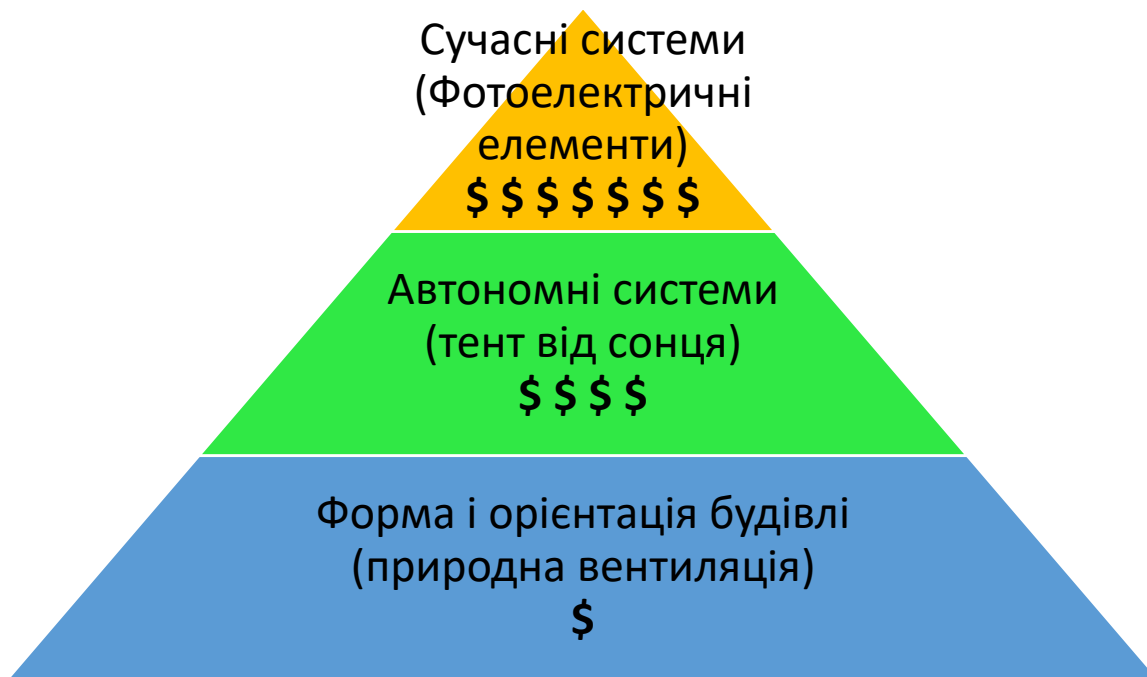 Сучасні системи
(Фотоелектричні
елементи)
$ $ $ $ $ $ $
Автономні системи
(тент від сонця)
$ $ $ $
Форма і орієнтація будівлі
(природна вентиляція)
$